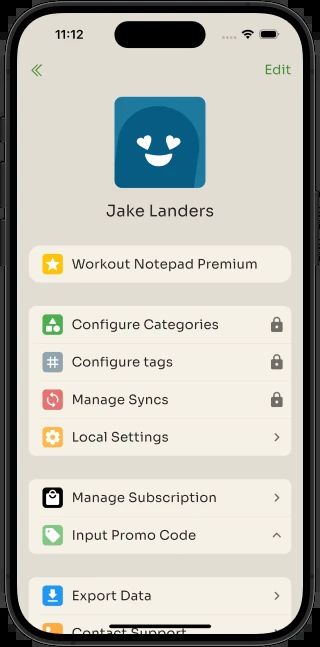 11:12
Edit
Jake Landers
Workout Notepad Premium
Configure Categories
Configure tags
Manage Syncs
Local Settings
Manage Subscription
Input Promo Code
Export Data
Contact Support